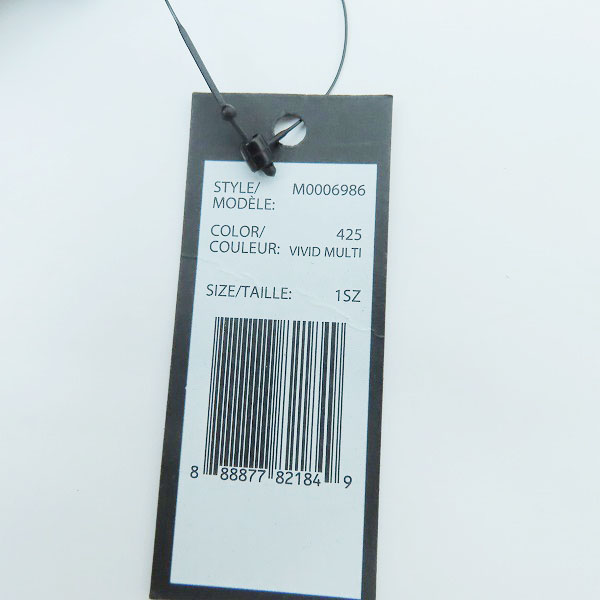 STYLE/ M0006986
MODÈLE:
COLOR/ 425
COULEUR: VIVID MULTI
SIZE/TAILLE: 1SZ
8 88877 82184 9